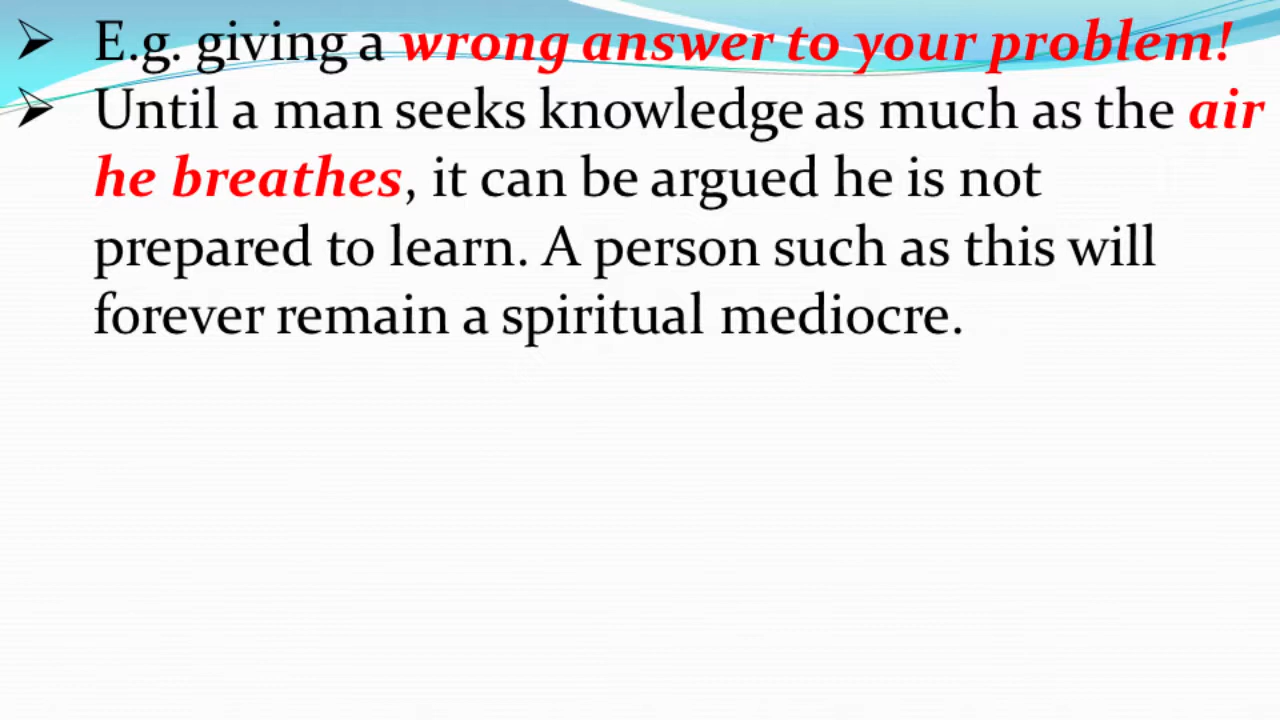 ➢ E.g. giving a wrong answer to your problem!
➢ Until a man seeks knowledge as much as the air
he breathes, it can be argued he is not
prepared to learn. A person such as this will
forever remain a spiritual mediocre.